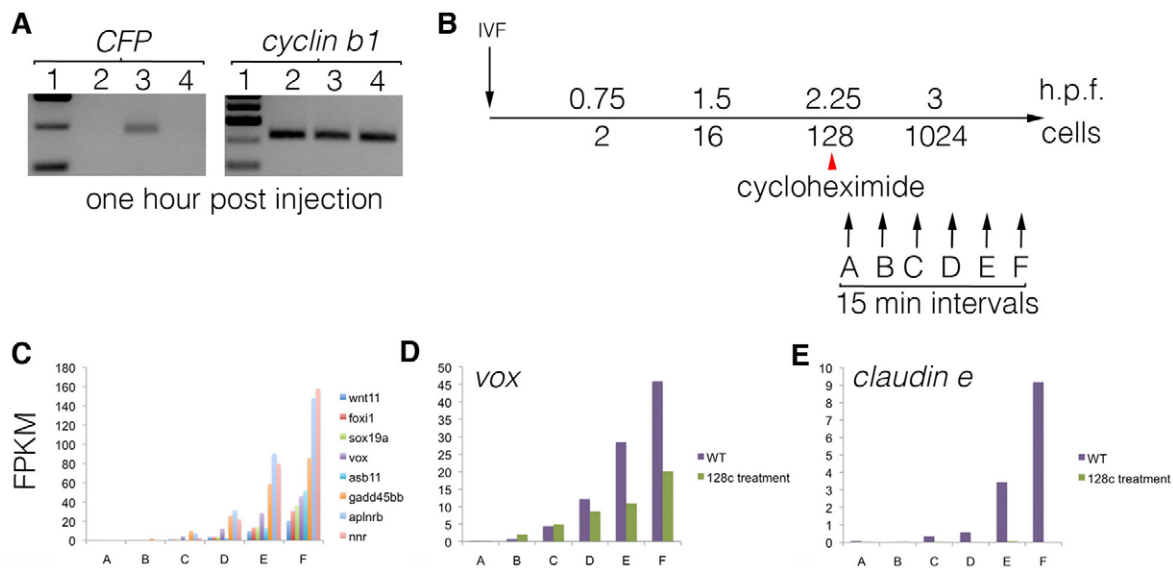 A
CFP
cyclin b1
1 2 3 4
1 2 3 4
one hour post injection
B
IVF
0.75 1.5 2.25 3 h.p.f.
2 16 128 1024 cells
cycloheximide
A B C D E F
15 min intervals
C
FPKM
180
160
140
120
100
80
60
40
20
0
A B C D E F
wnt11
foxi1
sox19a
vox
asb11
gadd45bb
aplnrb
nnr
D
vox
50
45
40
35
30
25
20
15
10
5
0
A B C D E F
WT
128c treatment
E
claudin e
10
9
8
7
6
5
4
3
2
1
0
A B C D E F
WT
128c treatment